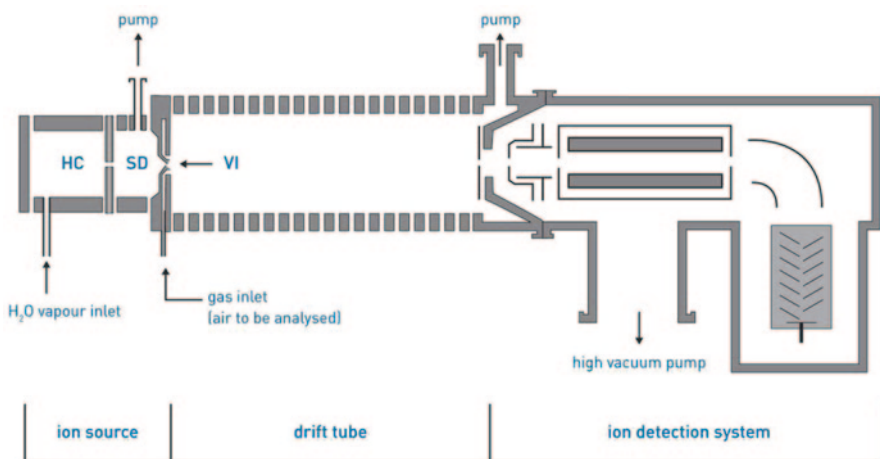 pump
pump
HC
SD
VI
H₂O vapour inlet
gas inlet
(air to be analysed)
high vacuum pump
ion source
drift tube
ion detection system